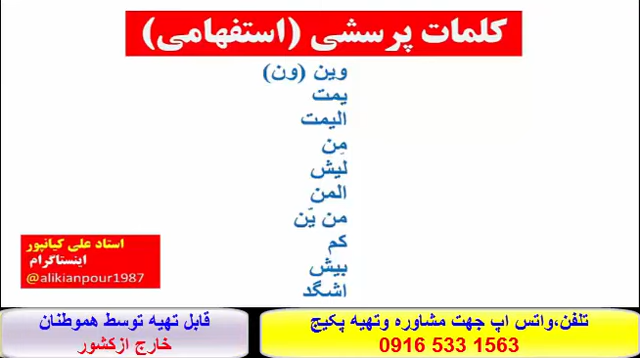 کلمات پرسشی (استفهامی)
وین (ون)
یمت
الیمت
مِن
لیش
المن
من یّن
کم
بیش
اشگد
استاد علی کیانپور
اینستاگرام
@alikianpour1987
تلفن،واتس اپ جهت مشاوره وتهیه پکیج
0916 533 1563
قابل تهیه توسط هموطنان
خارج ازکشور